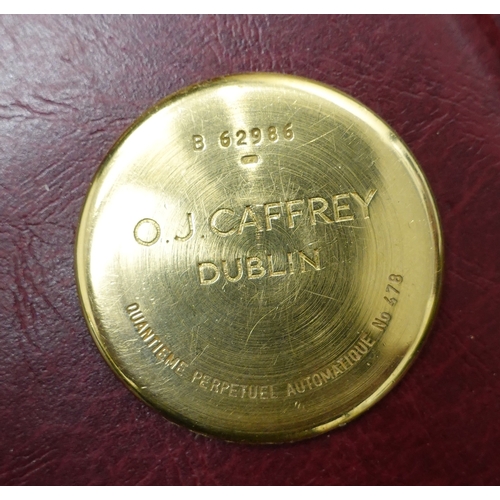 B 62986
O.J. CAFFREY
DUBLIN
QUANTIEME PERPETUEL AUTOMATIQUE No 478